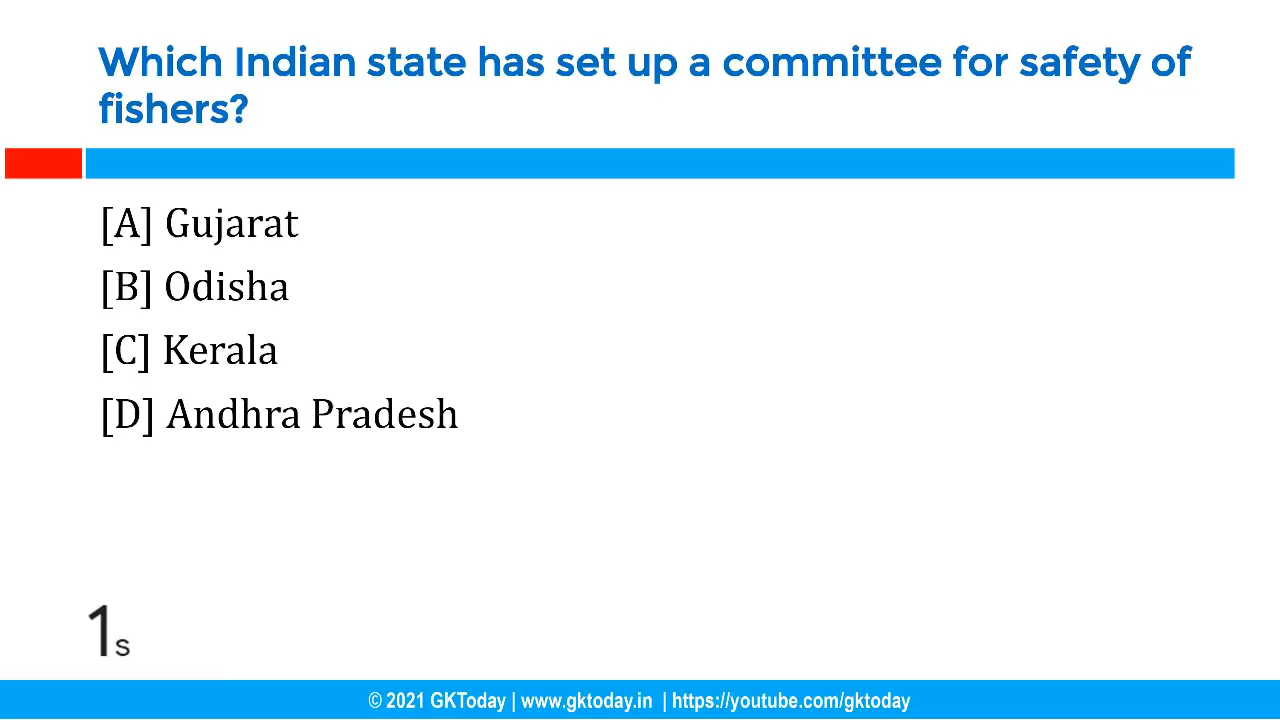 Which Indian state has set up a committee for safety of
fishers?
[A] Gujarat
[B] Odisha
[C] Kerala
[D] Andhra Pradesh
1s
© 2021 GKToday | www.gktoday.in | https://youtube.com/gktoday